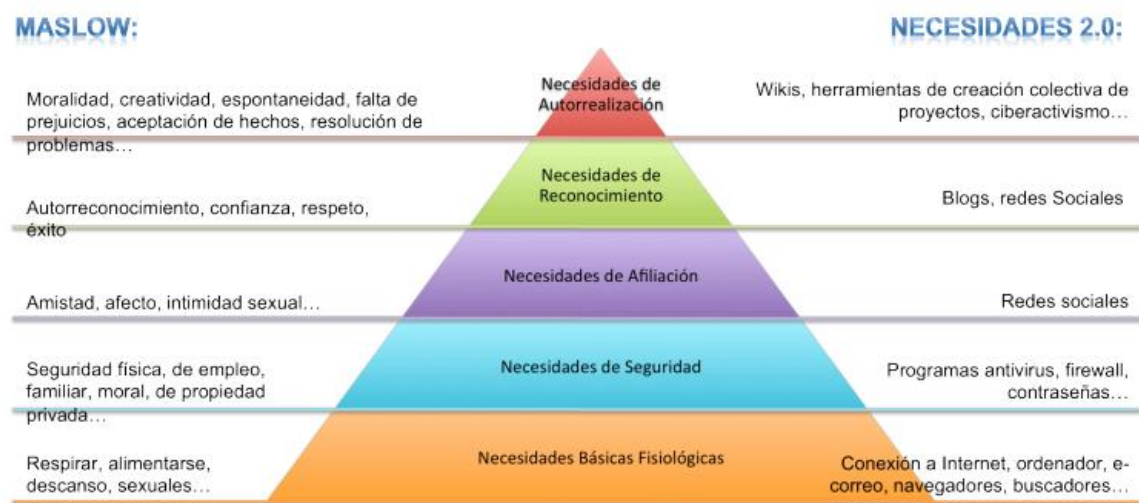 MASLOW:
NECESIDADES 2.0:
Moralidad, creatividad, espontaneidad, falta de
prejuicios, aceptación de hechos, resolución de
problemas…
Necesidades de
Autorrealización
Wikis, herramientas de creación colectiva de
proyectos, ciberactivismo…
Autorreconocimiento, confianza, respeto,
éxito
Necesidades de
Reconocimiento
Blogs, redes Sociales
Amistad, afecto, intimidad sexual…
Necesidades de Afiliación
Redes sociales
Seguridad física, de empleo,
familiar, moral, de propiedad
privada…
Necesidades de Seguridad
Programas antivirus, firewall,
contraseñas…
Respirar, alimentarse,
descanso, sexuales…
Necesidades Básicas Fisiológicas
Conexión a Internet, ordenador, e-
correo, navegadores, buscadores…